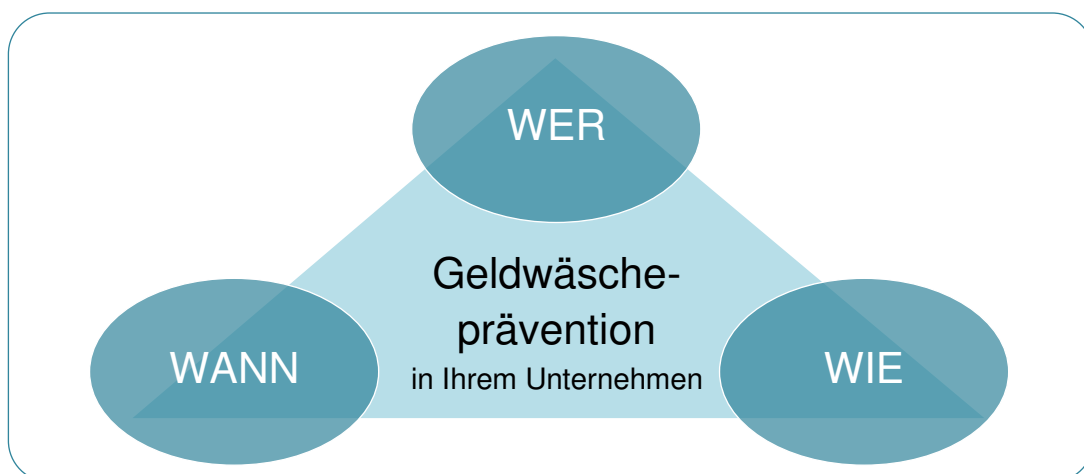 WER
Geldwäsche-
prävention
in Ihrem Unternehmen
WANN
WIE